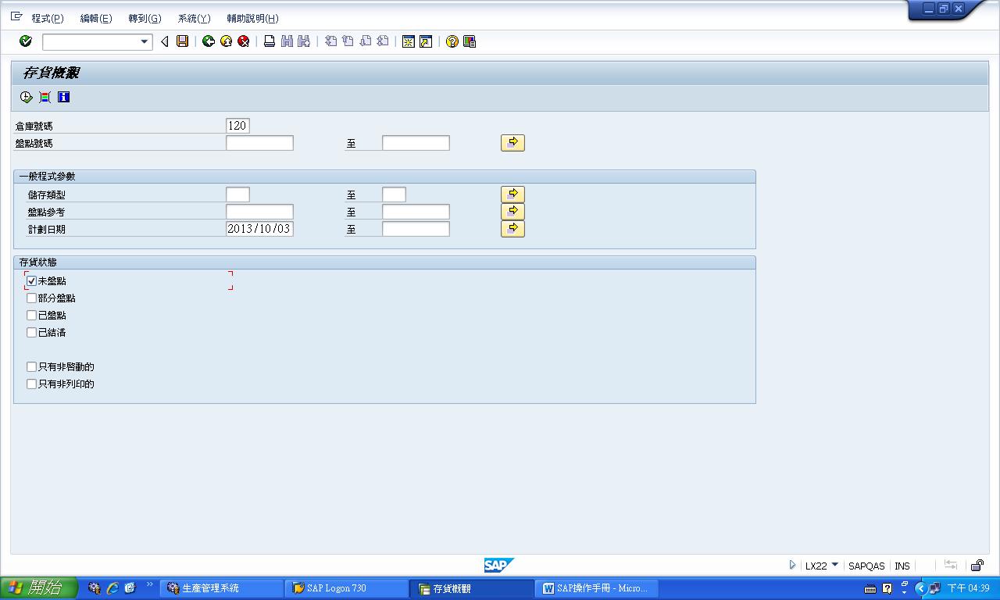 程式(P) 編輯(E) 轉到(G) 系統(Y) 輔助說明(H)
存貨概觀
倉庫號碼 120
盤點號碼 至
一般程式參數
儲存類型 至
盤點參考 至
計劃日期 2013/10/03 至
存貨狀態
未盤點
部分盤點
已盤點
已結清
只有非啓動的
只有非列印的
SAP
LX22 SAPQAS INS
開始 生產管理系統 SAP Logon 730 存貨概觀 SAP操作手冊 - Micro... 下午 04:39